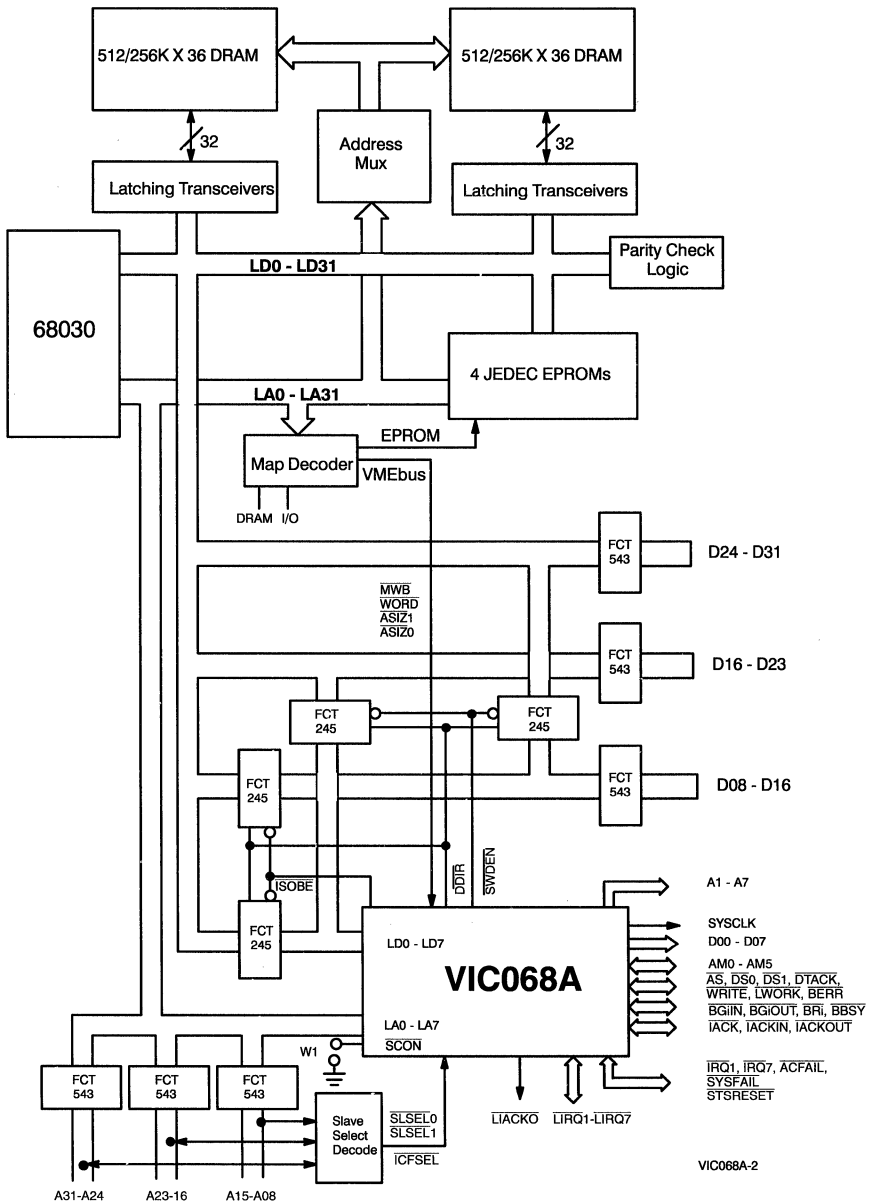 512/256K X 36 DRAM
512/256K X 36 DRAM
32
32
Address
Mux
Latching Transceivers
Latching Transceivers
LD0 - LD31
Parity Check
Logic
68030
4 JEDEC EPROMs
LA0 - LA31
EPROM
Map Decoder
VMEbus
DRAM I/O
FCT
543
D24 - D31
MWB
WORD
ASIZ1
ASIZ0
FCT
543
D16 - D23
FCT
245
FCT
245
FCT
245
FCT
543
D08 - D16
DDIR
SWDEN
ISOBE
A1 - A7
FCT
245
LD0 - LD7
VIC068A
SYSCLK
D00 - D07
AM0 - AM5
AS, DS0, DS1, DTACK,
WRITE, LWORK, BERR
BGiIN, BGiOUT, BRi, BBSY
IACK, IACKIN, IACKOUT
LA0 - LA7
SCON
W1
FCT
543
FCT
543
FCT
543
IRQ1, IRQ7, ACFAIL,
SYSFAIL
STSRESET
Slave
Select
Decode
SLSEL0
SLSEL1
ICFSEL
LIACKO
LIRQ1-LIRQ7
VIC068A-2
A31-A24
A23-16
A15-A08